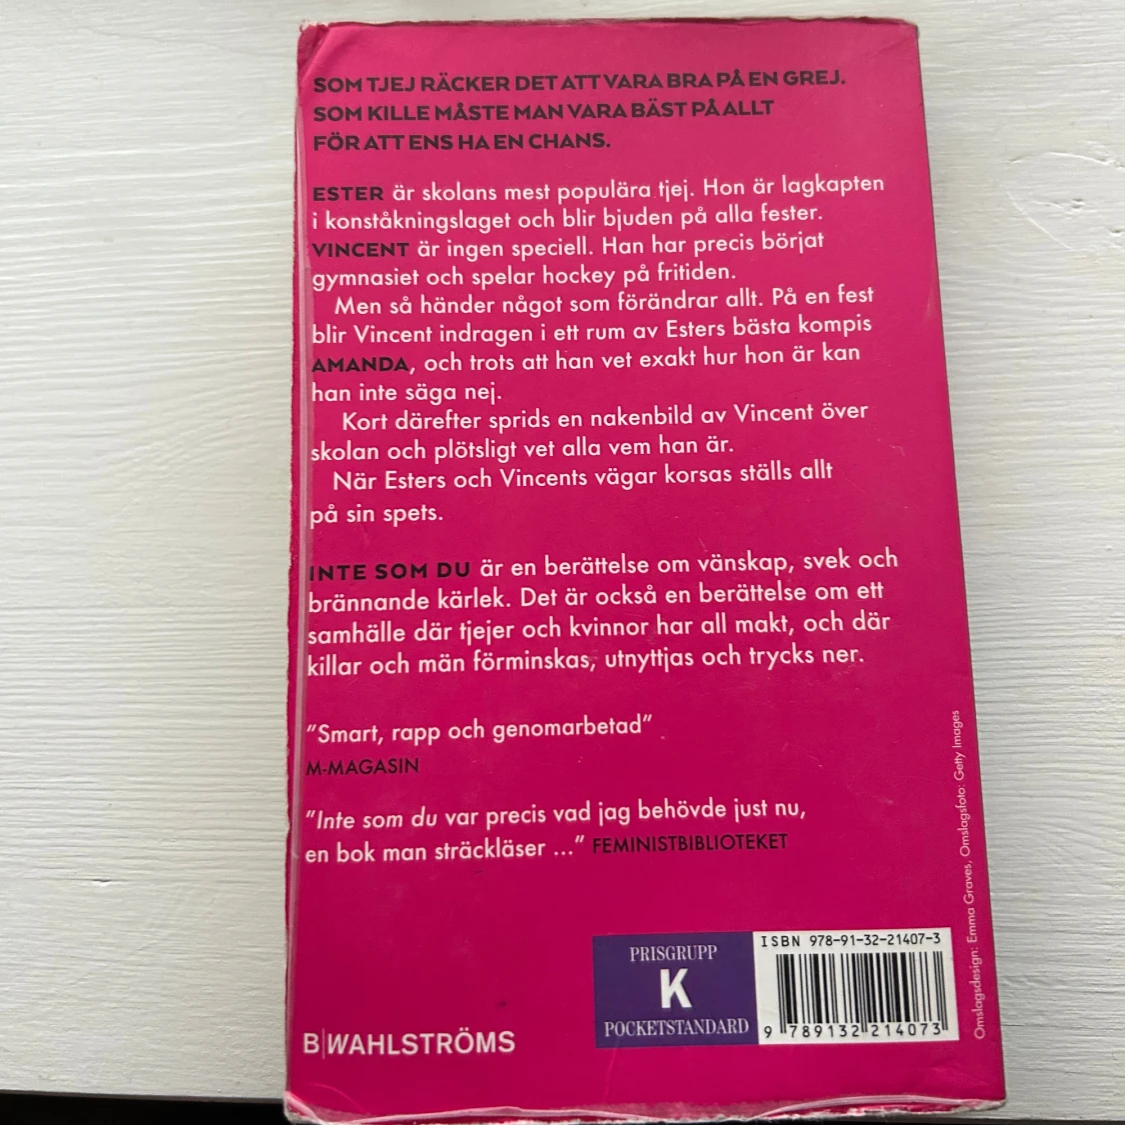 SOM TJEJ RÄCKER DET ATT VARA BRA PÅ EN GREJ.
SOM KILLE MÅSTE MAN VARA BÄST PÅ ALLT
FÖR ATT ENS HA EN CHANS.
ESTER är skolans mest populära tjej. Hon är lagkapten
i konståkningslaget och blir bjuden på alla fester.
VINCENT är ingen speciell. Han har precis börjat
gymnasiet och spelar hockey på fritiden.
Men så händer något som förändrar allt. På en fest
blir Vincent indragen i ett rum av Esters bästa kompis
AMANDA, och trots att han vet exakt hur hon är kan
han inte säga nej.
Kort därefter sprids en nakenbild av Vincent över
skolan och plötsligt vet alla vem han är.
När Esters och Vincents vägar korsas ställs allt
på sin spets.
INTE SOM DU är en berättelse om vänskap, svek och
brännande kärlek. Det är också en berättelse om ett
samhälle där tjejer och kvinnor har all makt, och där
killar och män förminskas, utnyttjas och trycks ner.
”Smart, rapp och genomarbetad”
M-MAGASIN
”Inte som du var precis vad jag behövde just nu,
en bok man sträckläser ...” FEMINISTBIBLIOTEKET
Omslagsdesign: Emma Graves, Omslagsfoto: Getty Images
PRISGRUPP
K
POCKETSTANDARD
ISBN 978-91-32-21407-3
9 789132 214073
B|WAHLSTRÖMS